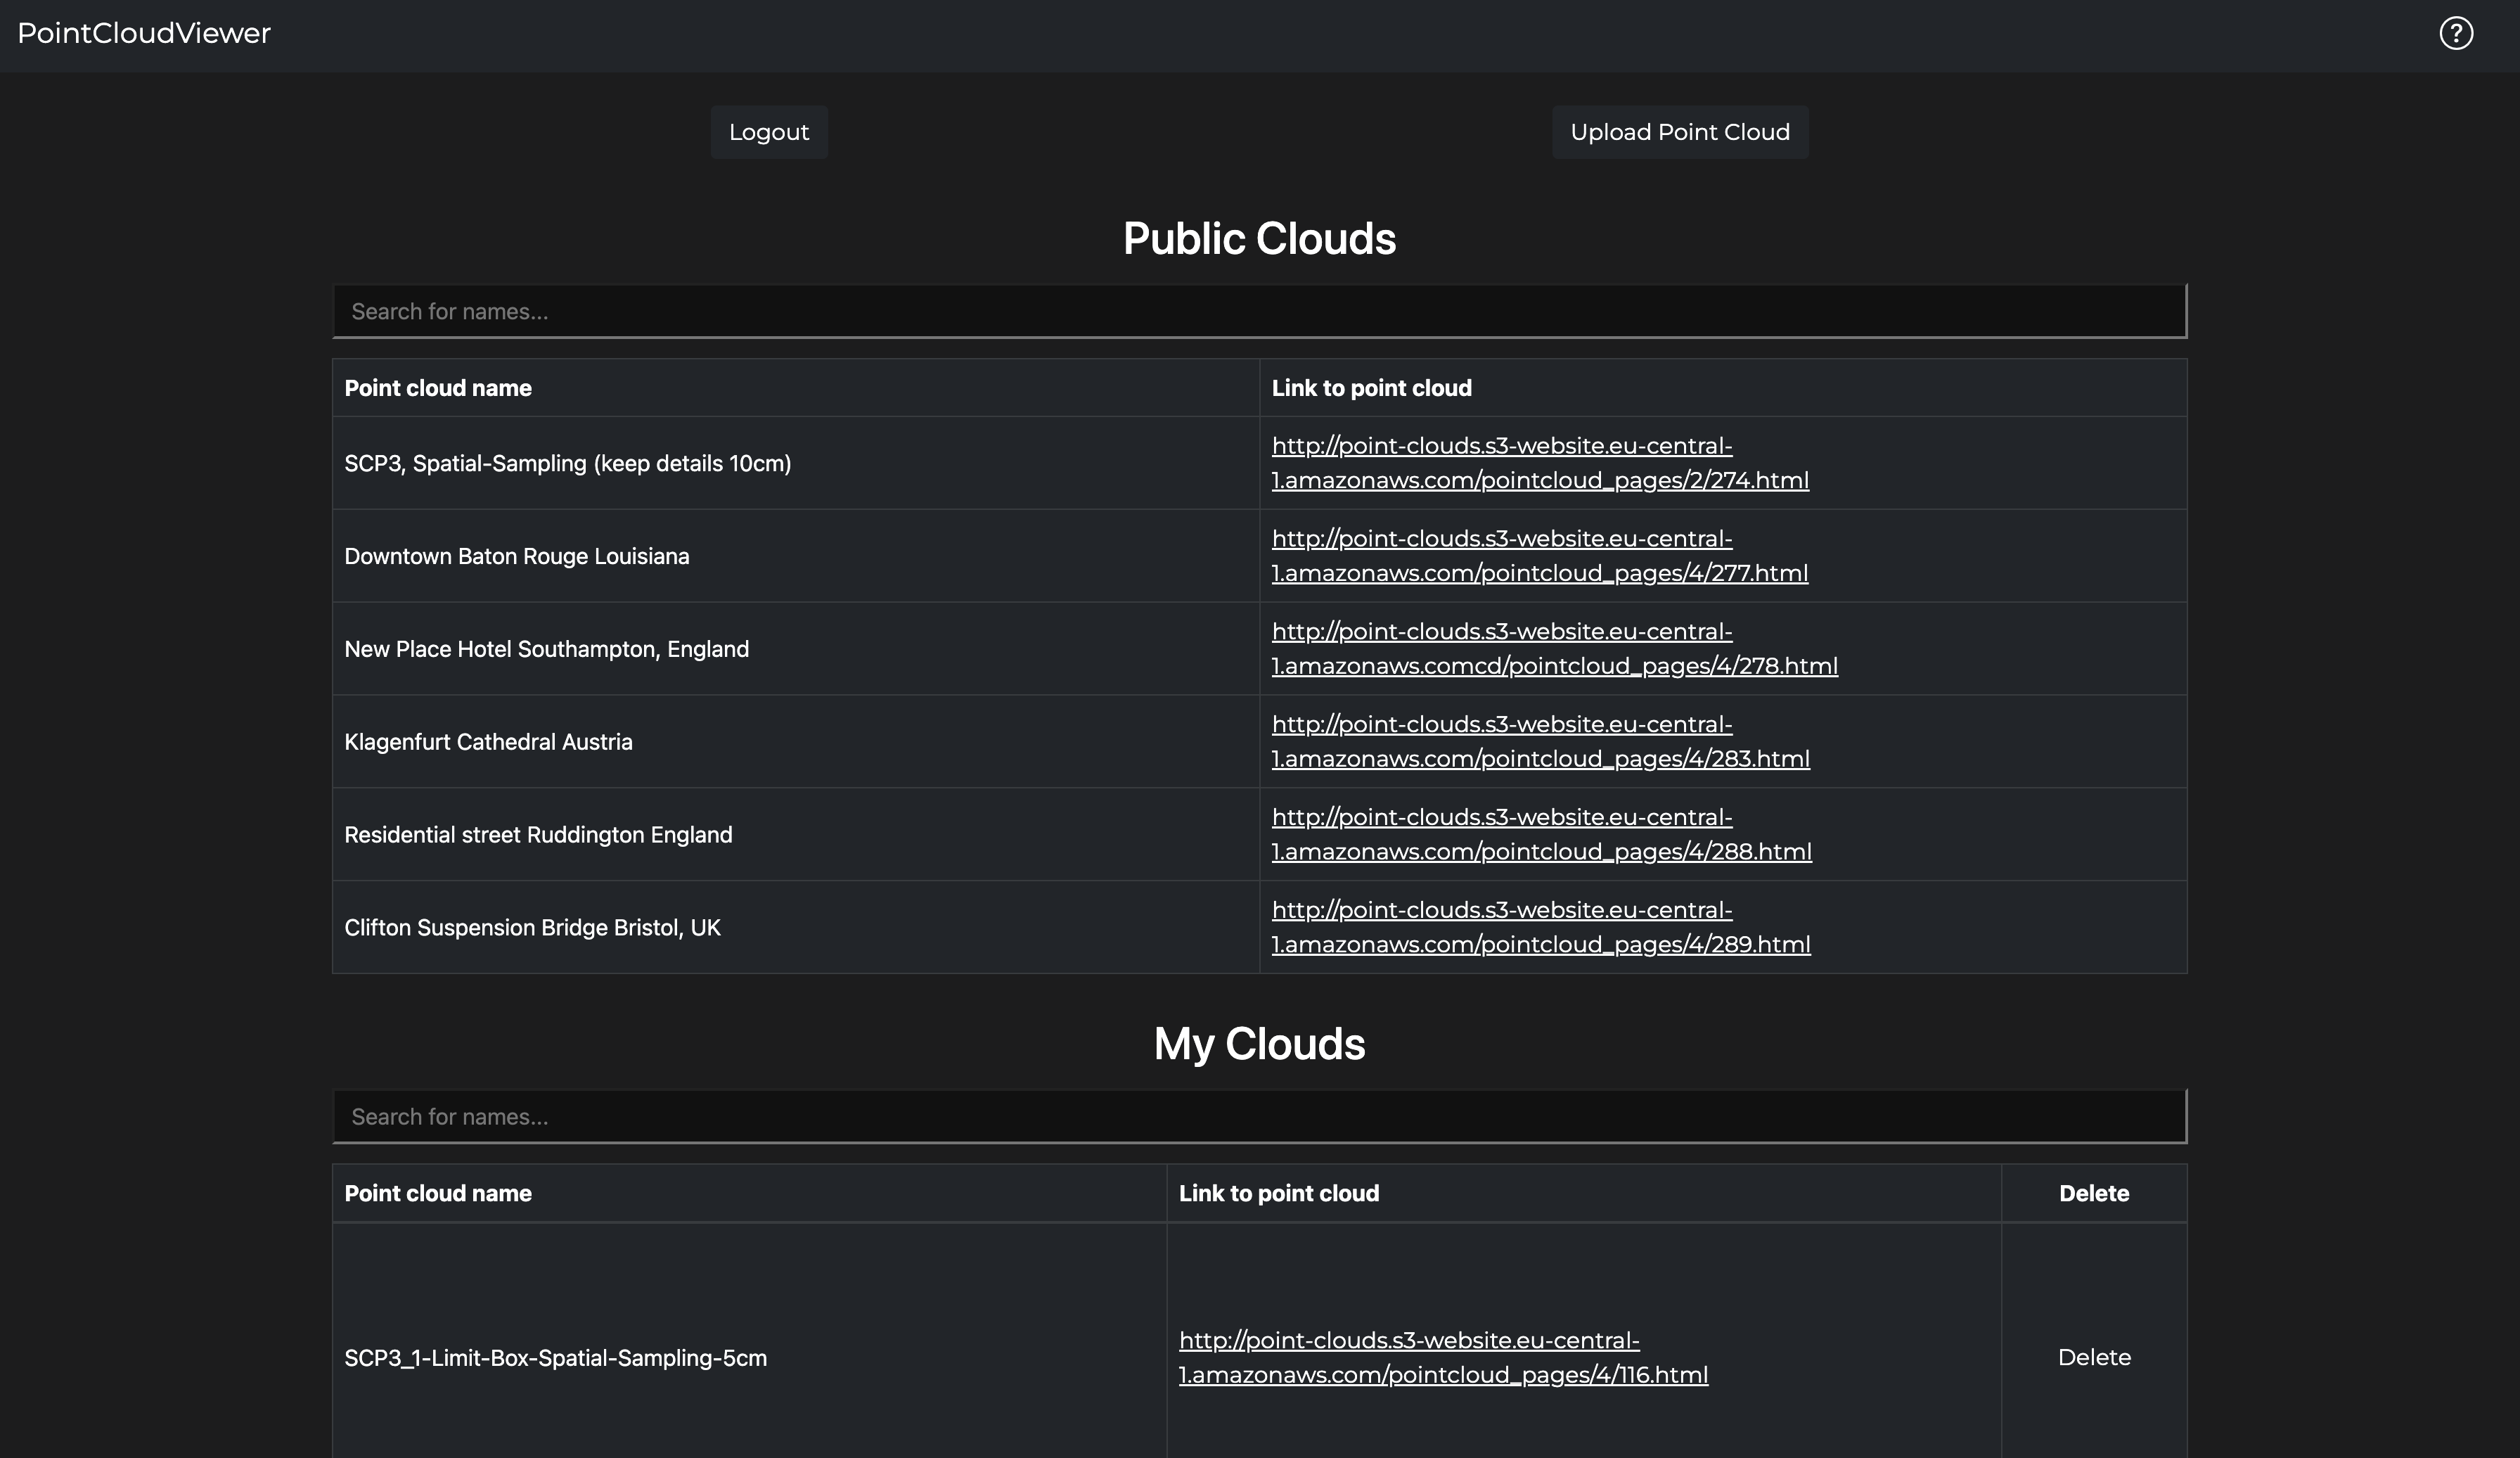 PointCloudViewer
?
Logout
Upload Point Cloud
Public Clouds
Search for names...
Point cloud name
Link to point cloud
SCP3, Spatial-Sampling (keep details 10cm)
http://point-clouds.s3-website.eu-central-
1.amazonaws.com/pointcloud_pages/2/274.html
Downtown Baton Rouge Louisiana
http://point-clouds.s3-website.eu-central-
1.amazonaws.com/pointcloud_pages/4/277.html
New Place Hotel Southampton, England
http://point-clouds.s3-website.eu-central-
1.amazonaws.comcd/pointcloud_pages/4/278.html
Klagenfurt Cathedral Austria
http://point-clouds.s3-website.eu-central-
1.amazonaws.com/pointcloud_pages/4/283.html
Residential street Ruddington England
http://point-clouds.s3-website.eu-central-
1.amazonaws.com/pointcloud_pages/4/288.html
Clifton Suspension Bridge Bristol, UK
http://point-clouds.s3-website.eu-central-
1.amazonaws.com/pointcloud_pages/4/289.html
My Clouds
Search for names...
Point cloud name
Link to point cloud
Delete
SCP3_1-Limit-Box-Spatial-Sampling-5cm
http://point-clouds.s3-website.eu-central-
1.amazonaws.com/pointcloud_pages/4/116.html
Delete